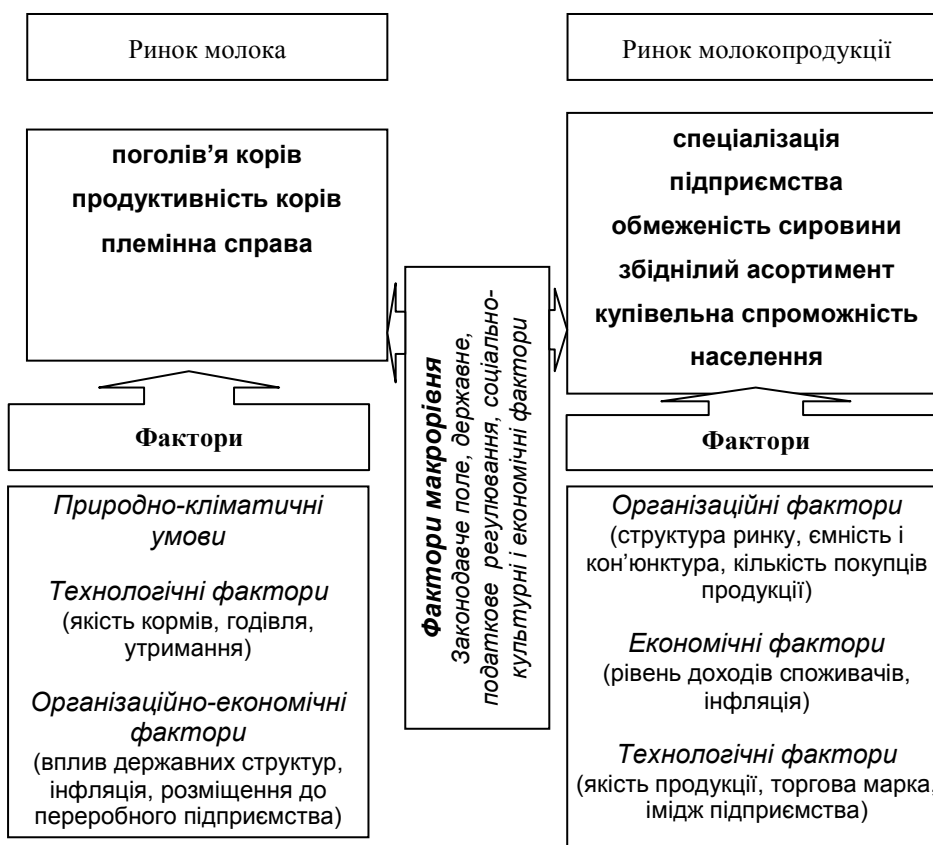 Ринок молока
Ринок молокопродукції
поголів’я корів
продуктивність корів
племінна справа
спеціалізація
підприємства
обмеженість сировини
збіднілий асортимент
купівельна спроможність
населення
Фактори макрорівня
Законодавче поле, державне,
податкове регулювання, соціально-
культурні і економічні фактори
Фактори
Фактори
Природно-кліматичні
умови
Технологічні фактори
(якість кормів, годівля,
утримання)
Організаційно-економічні
фактори
(вплив державних структур,
інфляція, розміщення до
переробного підприємства)
Організаційні фактори
(структура ринку, ємність і
кон’юнктура, кількість покупців
продукції)
Економічні фактори
(рівень доходів споживачів,
інфляція)
Технологічні фактори
(якість продукції, торгова марка,
імідж підприємства)